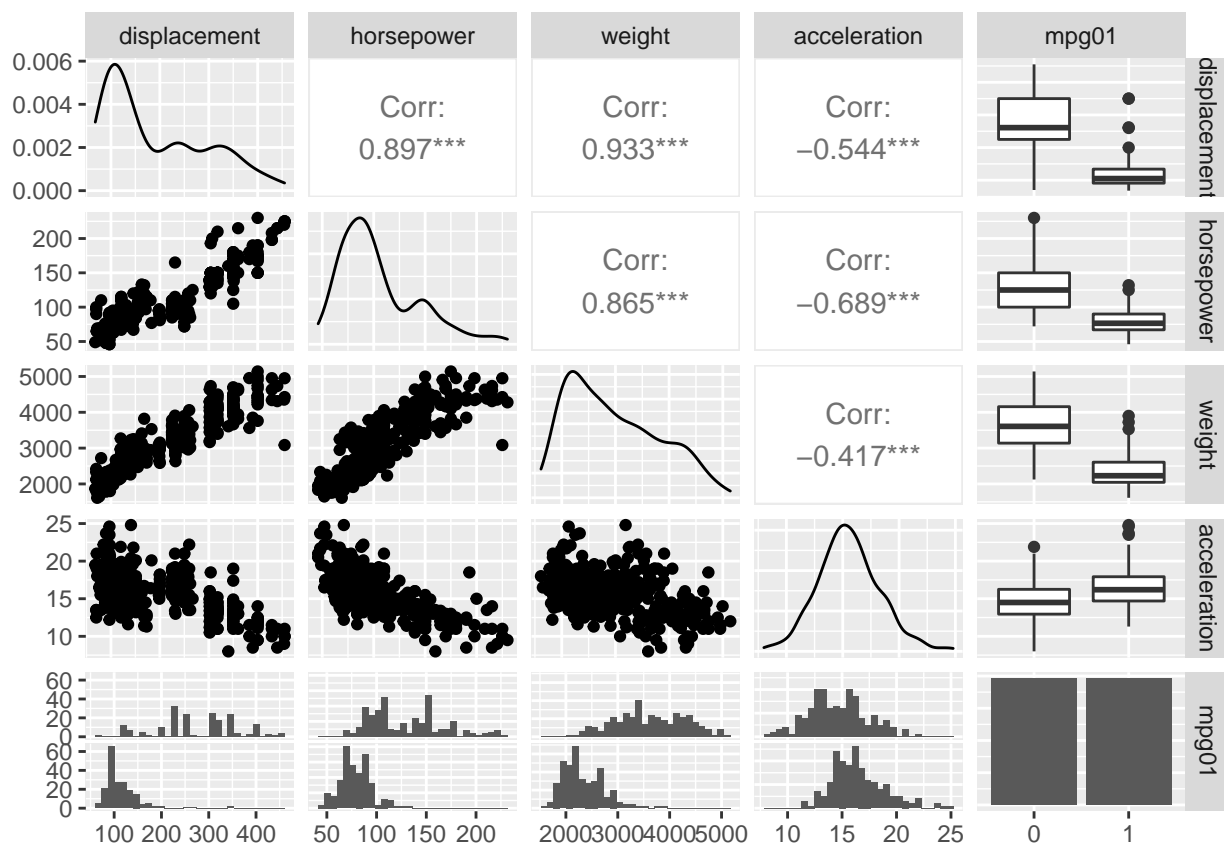 displacement horsepower weight acceleration mpg01
0.006
0.004
0.002
0.000
Corr:
0.897***
Corr:
0.933***
Corr:
−0.544***
displacement
200
150
100
50
Corr:
0.865***
Corr:
−0.689***
horsepower
5000
4000
3000
2000
Corr:
−0.417***
weight
25
20
15
10
acceleration
60
40
20
0
60
40
20
0
mpg01
100 200 300 400 50 100 150 200 2000 3000 4000 5000 10 15 20 25 0 1